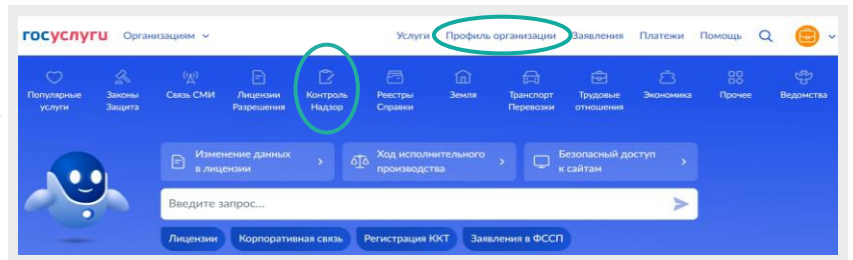 госуслуги Организациям Услуги Профиль организации Заявления Платежи Помощь
Популярные услуги
Законы Защита
Связь СМИ
Лицензии Разрешения
Контроль Надзор
Реестры Справки
Земля
Транспорт Перевозки
Трудовые отношения
Экономика
Прочее
Ведомства
Изменение данных в лицензии
Ход исполнительного производства
Безопасный доступ к сайтам
Введите запрос...
Лицензии Корпоративная связь Регистрация ККТ Заявления в ФССП